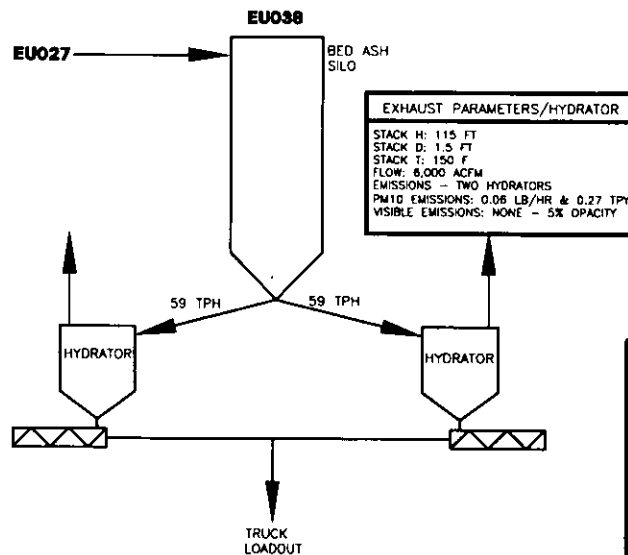 EU038
EU027
BED ASH
SILO
EXHAUST PARAMETERS/HYDRATOR
STACK H: 115 FT
STACK D: 1.5 FT
STACK T: 150 F
FLOW: 6,000 ACFM
EMISSIONS – TWO HYDRATORS
PM10 EMISSIONS: 0.06 LB/HR & 0.27 TPY
VISIBLE EMISSIONS: NONE – 5% OPACITY
59 TPH
59 TPH
HYDRATOR
HYDRATOR
TRUCK
LOADOUT